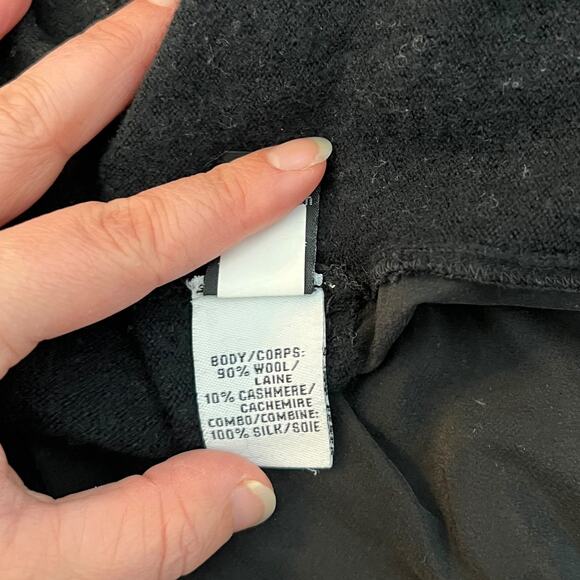 BODY/CORPS:
90% WOOL/
LAINE
10% CASHMERE/
CACHEMIRE
COMBO/COMBINE:
100% SILK/SOIE